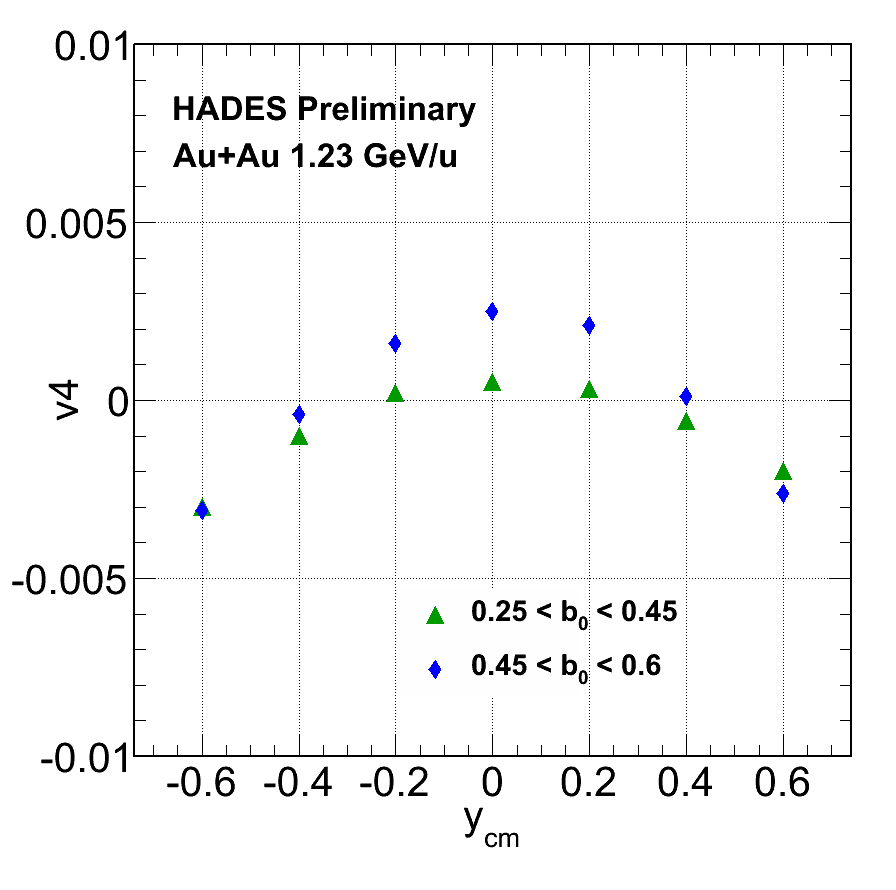 0.01
HADES Preliminary
Au+Au 1.23 GeV/u
0.005
v4
0
-0.005
0.25 < b0 < 0.45
0.45 < b0 < 0.6
-0.01
-0.6 -0.4 -0.2 0 0.2 0.4 0.6
ycm